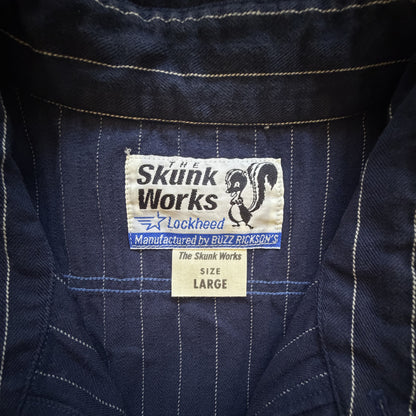 THE
Skunk
Works
Lockheed
Manufactured by BUZZ RICKSON'S
The Skunk Works
SIZE
LARGE